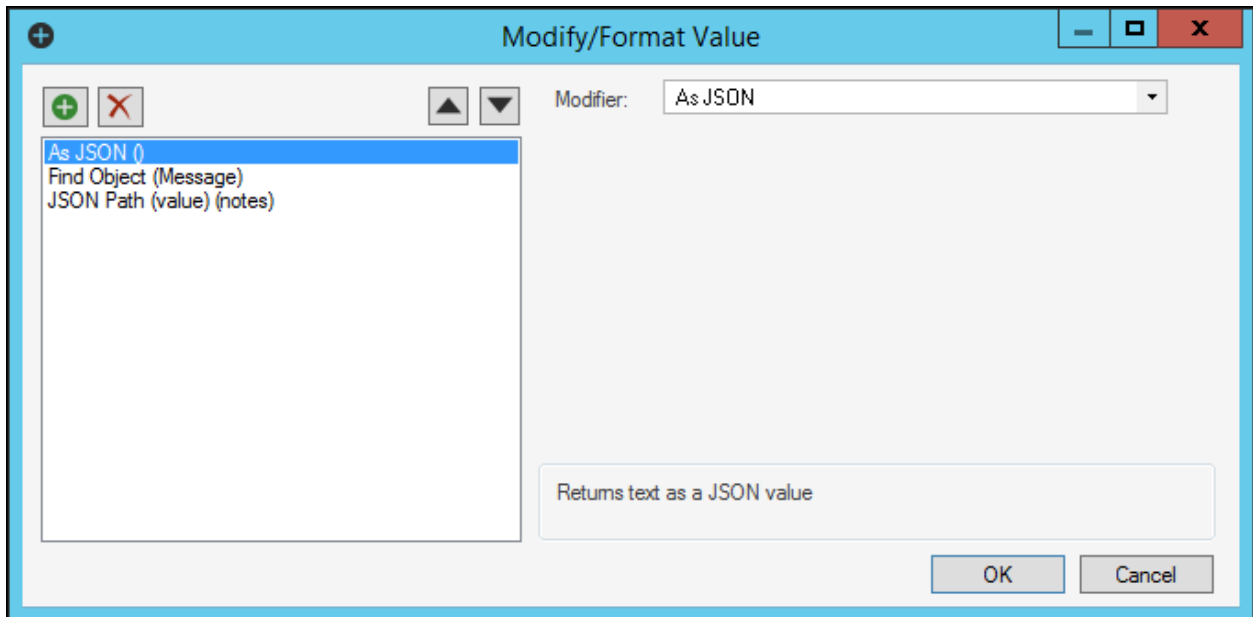 Modify/Format Value
X
Modifier:
As JSON
As JSON ()
Find Object (Message)
JSON Path (value) (notes)
Returns text as a JSON value
OK
Cancel